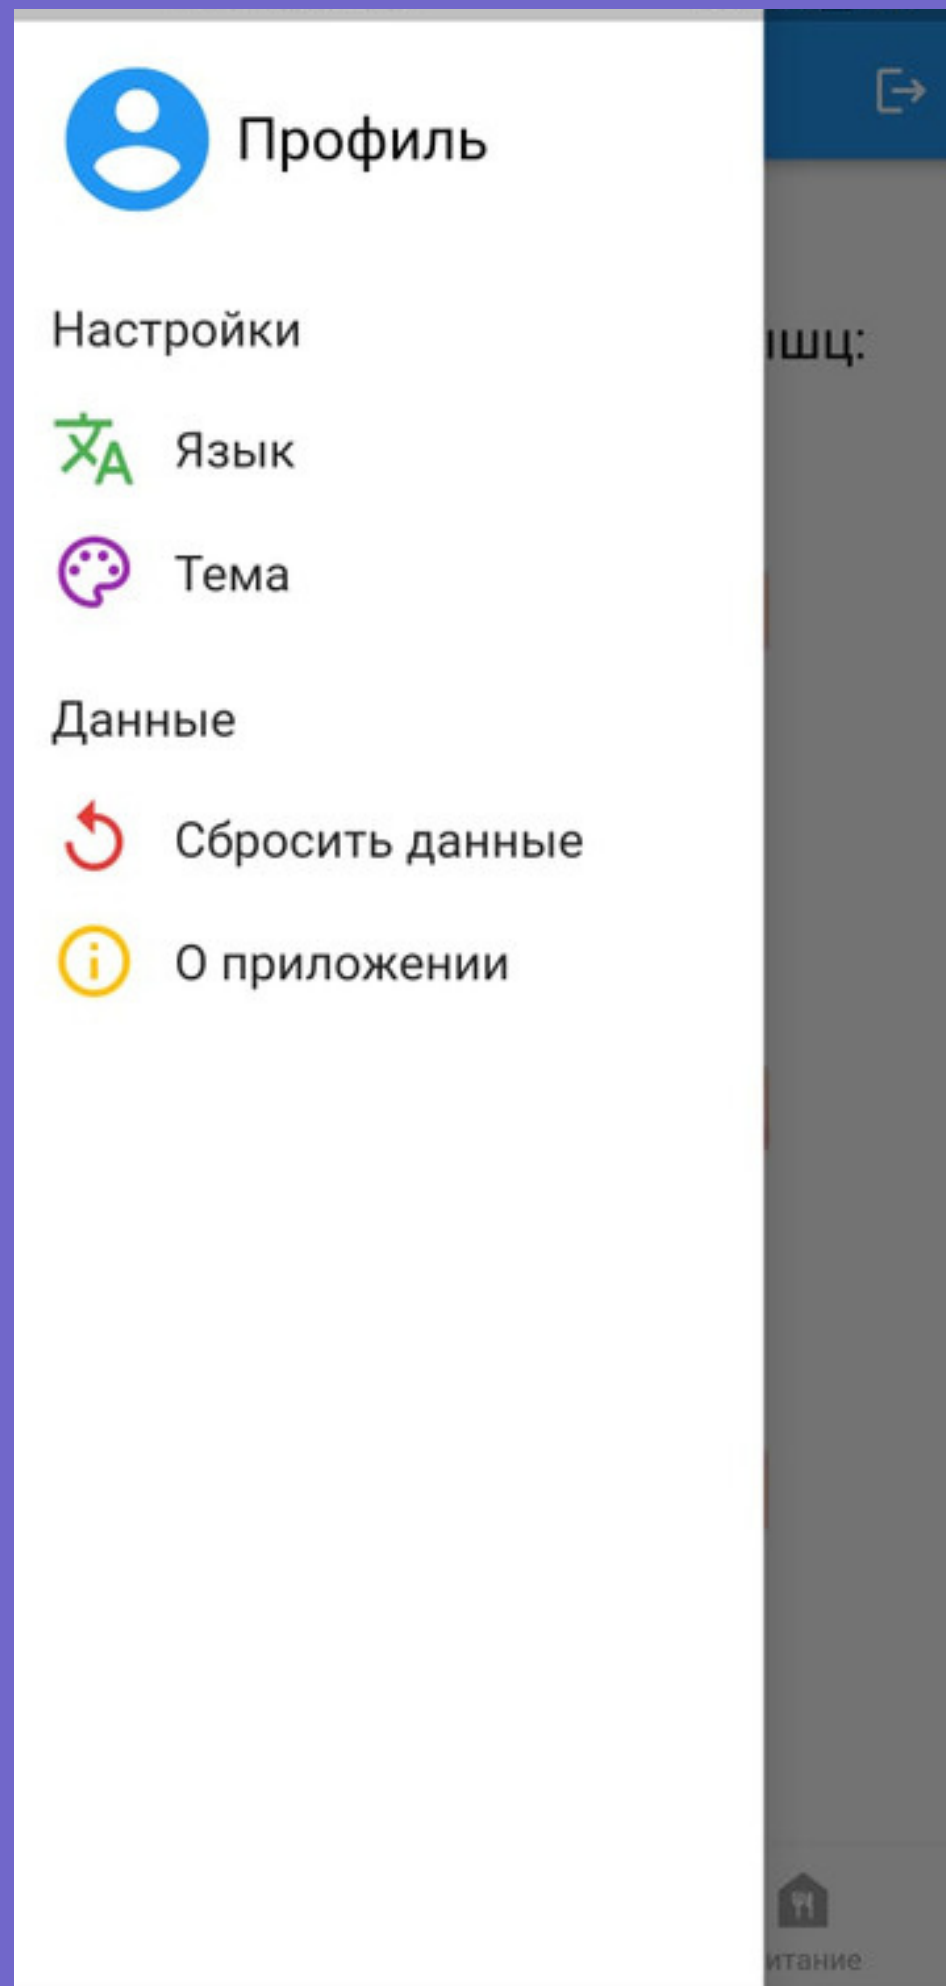 Профиль
Настройки
Язык
Тема
Данные
Сбросить данные
О приложении